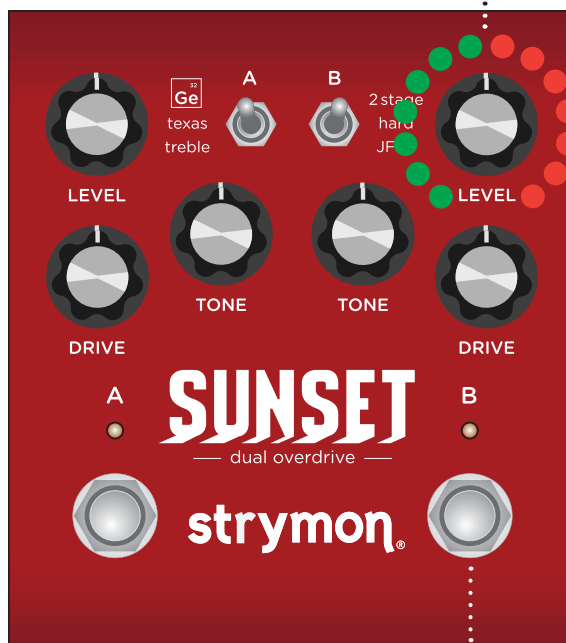 A
B
32
Ge
texas
treble
2 stage
hard
LEVEL
LEVEL
TONE
TONE
DRIVE
DRIVE
A
B
SUNSET
dual overdrive
strymon®